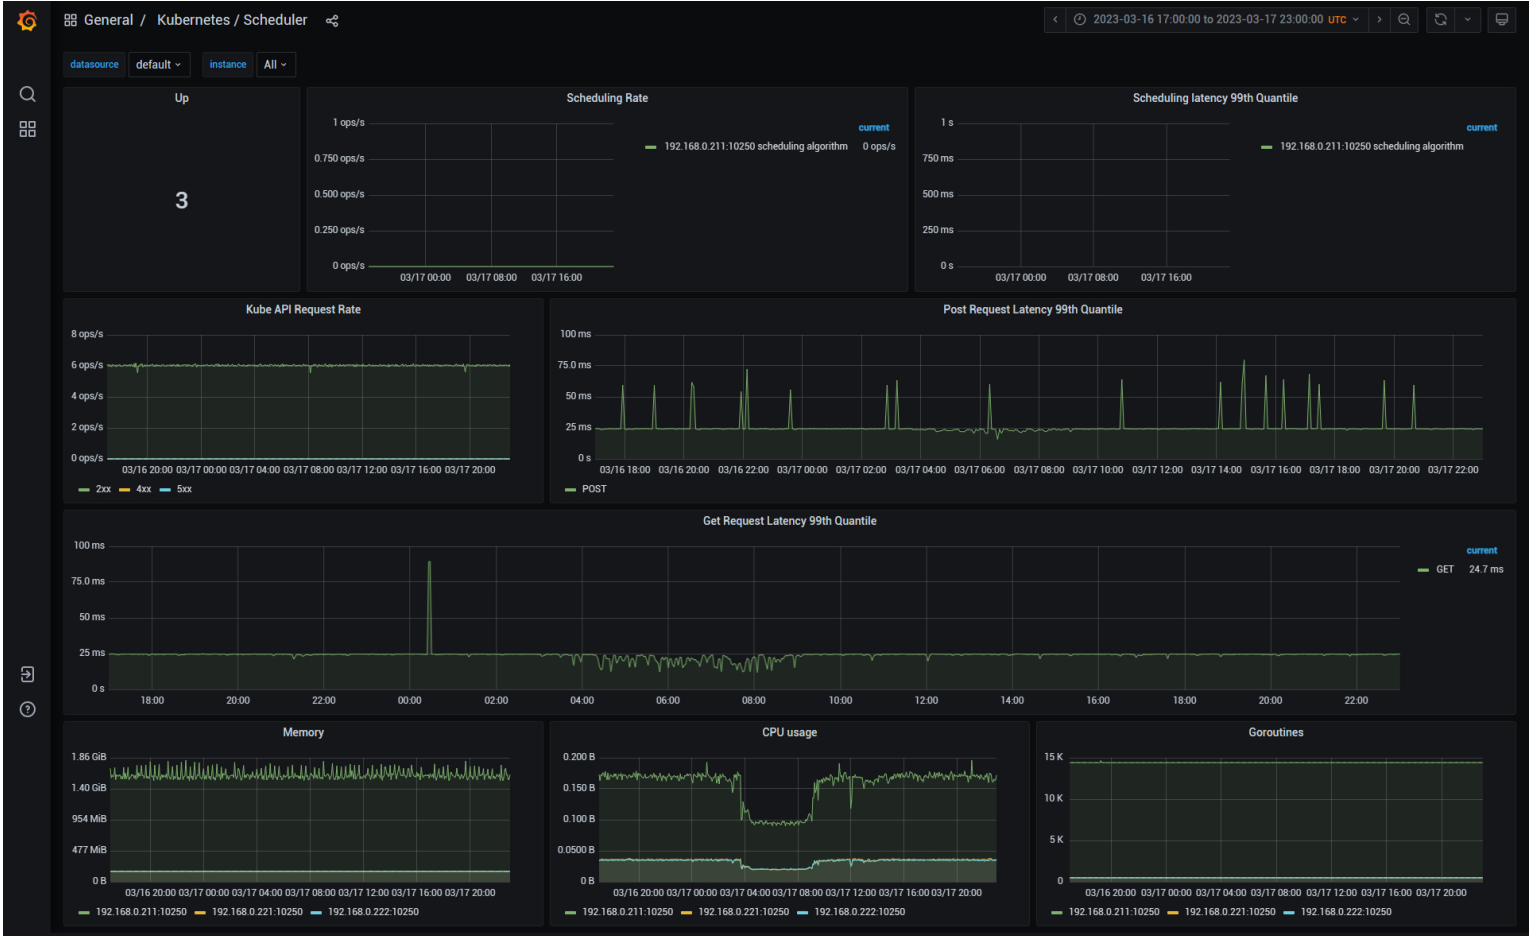 General / Kubernetes / Scheduler
2023-03-16 17:00:00 to 2023-03-17 23:00:00 UTC
datasource default instance All
Up
3
Scheduling Rate
1 ops/s
0.750 ops/s
0.500 ops/s
0.250 ops/s
0 ops/s
03/17 00:00 03/17 08:00 03/17 16:00
current
192.168.0.211:10250 scheduling algorithm 0 ops/s
Scheduling latency 99th Quantile
1 s
750 ms
500 ms
250 ms
0 s
03/17 00:00 03/17 08:00 03/17 16:00
current
192.168.0.211:10250 scheduling algorithm
Kube API Request Rate
8 ops/s
6 ops/s
4 ops/s
2 ops/s
0 ops/s
03/16 20:00 03/17 00:00 03/17 04:00 03/17 08:00 03/17 12:00 03/17 16:00 03/17 20:00
2xx 4xx 5xx
Post Request Latency 99th Quantile
100 ms
75.0 ms
50 ms
25 ms
0 s
03/16 18:00 03/16 20:00 03/16 22:00 03/17 00:00 03/17 02:00 03/17 04:00 03/17 06:00 03/17 08:00 03/17 10:00 03/17 12:00 03/17 14:00 03/17 16:00 03/17 18:00 03/17 20:00 03/17 22:00
POST
Get Request Latency 99th Quantile
100 ms
75.0 ms
50 ms
25 ms
0 s
18:00 20:00 22:00 00:00 02:00 04:00 06:00 08:00 10:00 12:00 14:00 16:00 18:00 20:00 22:00
current
GET 24.7 ms
Memory
1.86 GiB
1.40 GiB
954 MiB
477 MiB
0 B
03/16 20:00 03/17 00:00 03/17 04:00 03/17 08:00 03/17 12:00 03/17 16:00 03/17 20:00
192.168.0.211:10250 192.168.0.221:10250 192.168.0.222:10250
CPU usage
0.200 B
0.150 B
0.100 B
0.0500 B
0 B
03/16 20:00 03/17 00:00 03/17 04:00 03/17 08:00 03/17 12:00 03/17 16:00 03/17 20:00
192.168.0.211:10250 192.168.0.221:10250 192.168.0.222:10250
Goroutines
15 K
10 K
5 K
0
03/16 20:00 03/17 00:00 03/17 04:00 03/17 08:00 03/17 12:00 03/17 16:00 03/17 20:00
192.168.0.211:10250 192.168.0.221:10250 192.168.0.222:10250